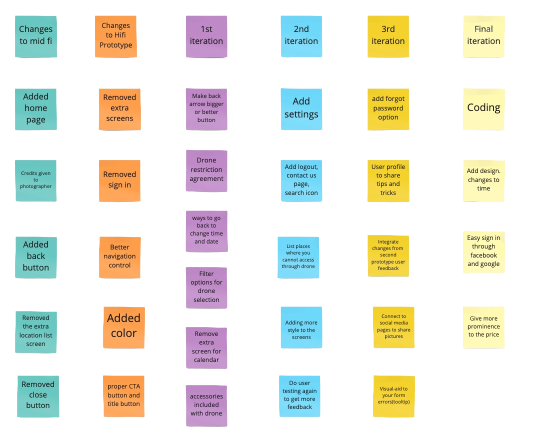 Changes
to mid fi
Added
home
page
Credits given
to
photographer
Added
back
button
Removed
the extra
location list
screen
Removed
close
button
Changes
to Hifi
Prototype
Removed
extra
screens
Removed
sign in
Better
navigation
control
Added
color
proper CTA
button and
title button
1st
iteration
Make back
arrow bigger
or better
button
Drone
restriction
agreement
ways to go
back to
change time
and date
Filter
options for
drone
selection
Remove
extra
screen for
calendar
accessories
included
with drone
2nd
iteration
Add
settings
Add logout,
contact us
page,
search icon
List places
where you
cannot access
through drone
Adding more
style to the
screens
Do user
testing again
to get more
feedback
3rd
iteration
add forgot
password
option
User profile
to share
tips and
tricks
Integrate
changes from
second
prototype user
feedback
Connect to
social media
pages to share
pictures
Visual aid to
your form
errors(tooltip)
Final
iteration
Coding
Add design,
changes to
time
Easy sign in
through
facebook
and google
Give more
prominence
to the price